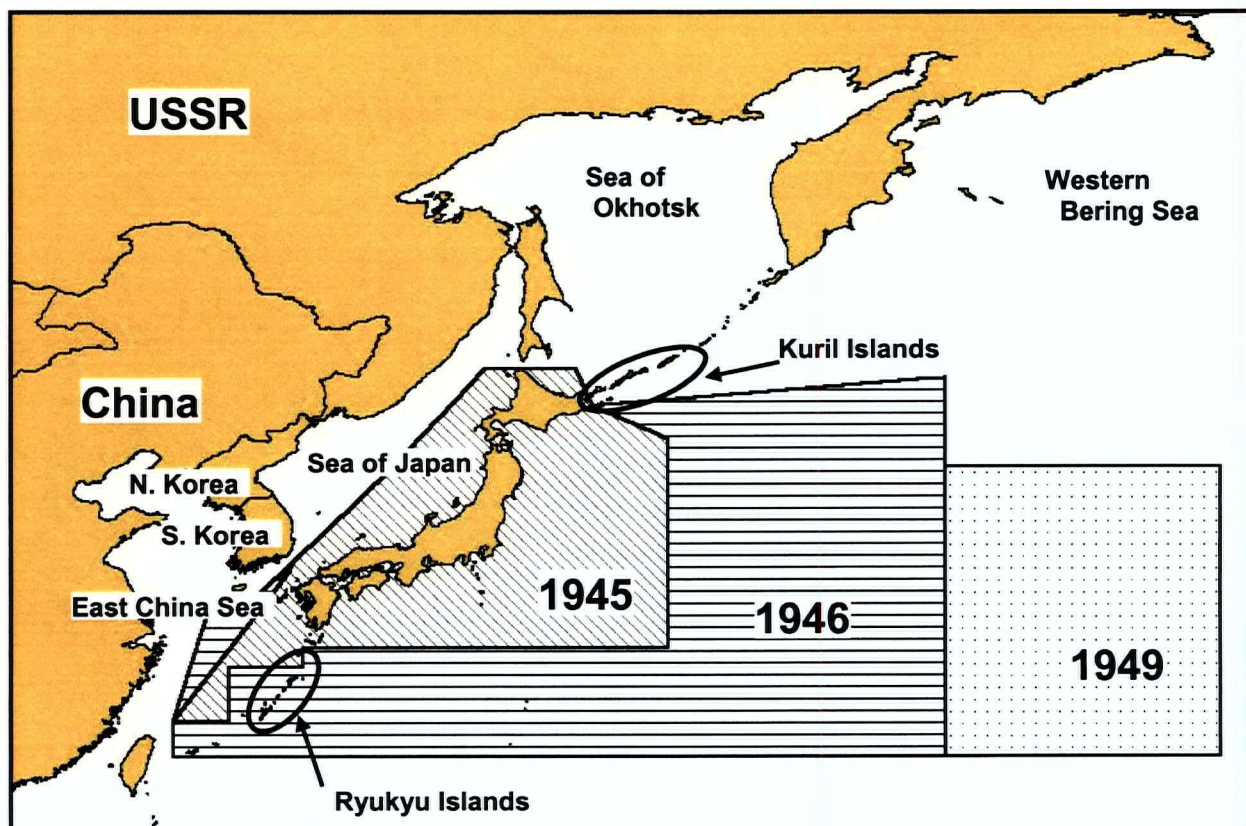 USSR
Sea of
Okhotsk
Western
Bering Sea
Kuril Islands
China
Sea of Japan
N. Korea
S. Korea
East China Sea
1945
1946
1949
Ryukyu Islands